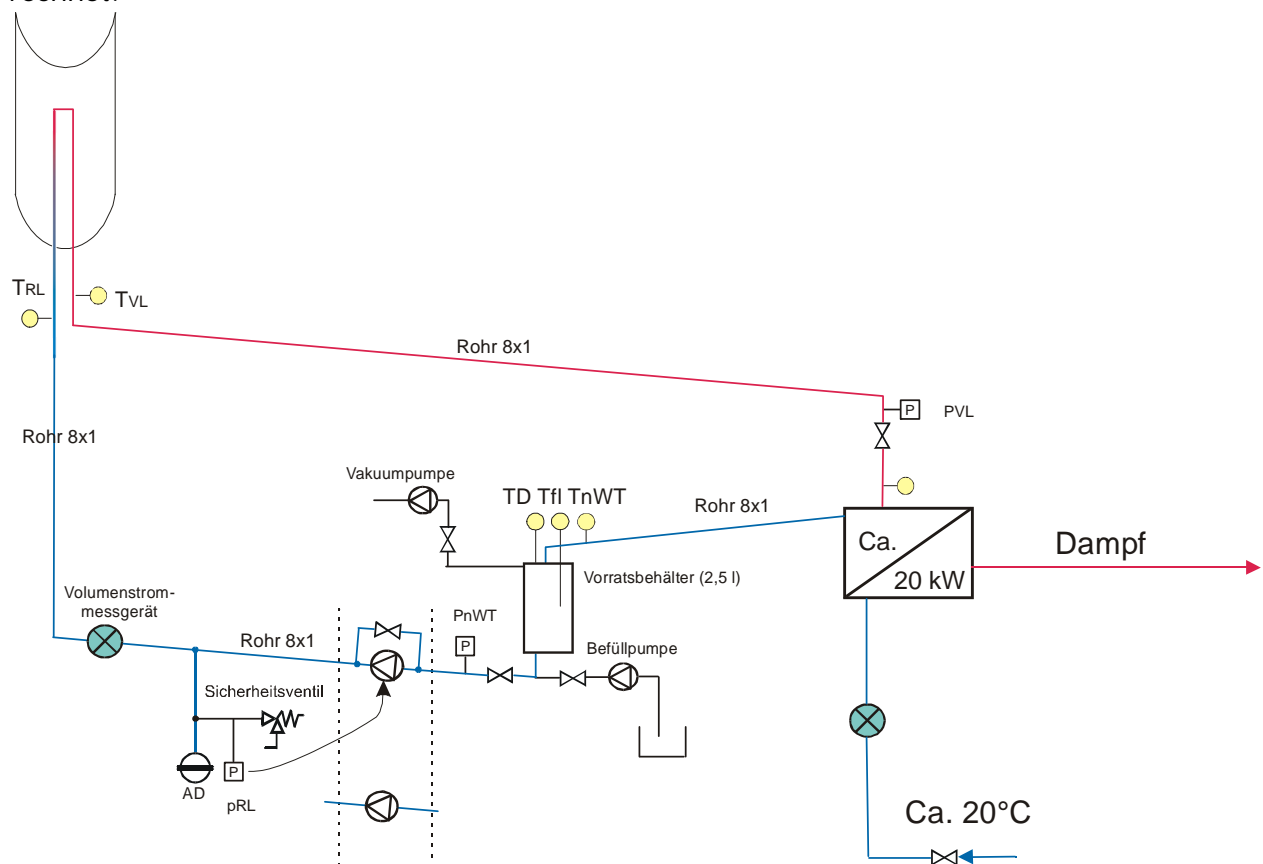 TRL
TVL
Rohr 8x1
P
PVL
Rohr 8x1
Vakuumpumpe
TD Tfl TnWT
Rohr 8x1
Ca.
20 kW
Dampf
Vorratsbehälter (2,5 l)
Volumenstrom-
messgerät
PnWT
P
Befüllpumpe
Rohr 8x1
Sicherheitsventil
P
AD
pRL
Ca. 20°C